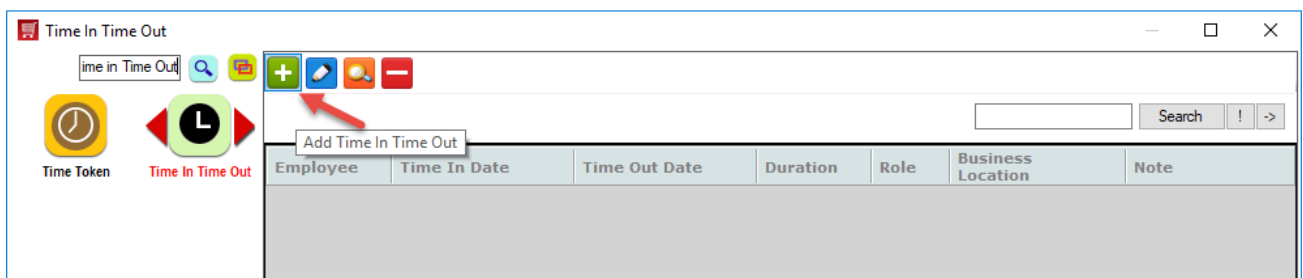 Time In Time Out
ime in Time Out
Search ! ->
Add Time In Time Out
Time Token
Time In Time Out
Employee Time In Date Time Out Date Duration Role Business Location Note